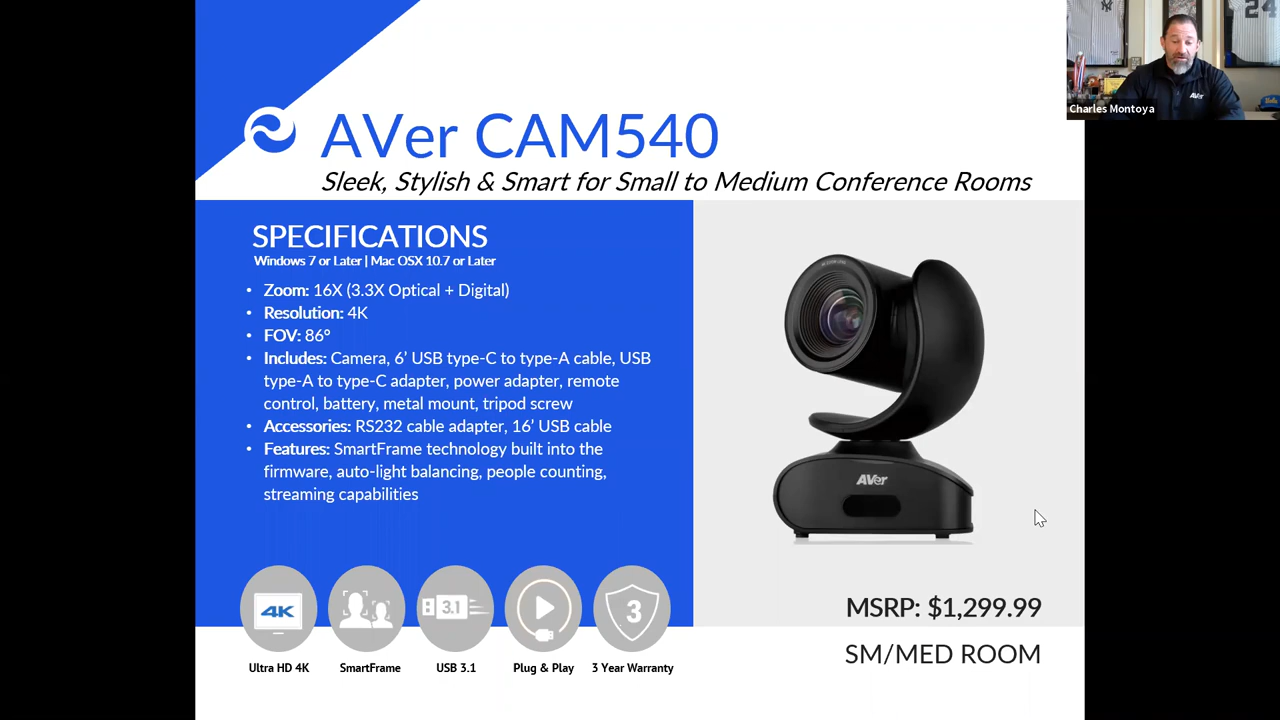 AVer CAM540
Sleek, Stylish & Smart for Small to Medium Conference Rooms
SPECIFICATIONS
Windows 7 or Later | Mac OSX 10.7 or Later
• Zoom: 16X (3.3X Optical + Digital)
• Resolution: 4K
• FOV: 86°
• Includes: Camera, 6’ USB type-C to type-A cable, USB
type-A to type-C adapter, power adapter, remote
control, battery, metal mount, tripod screw
• Accessories: RS232 cable adapter, 16’ USB cable
• Features: SmartFrame technology built into the
firmware, auto-light balancing, people counting,
streaming capabilities
4K
3.1
3
Ultra HD 4K
SmartFrame
USB 3.1
Plug & Play
3 Year Warranty
AVer
MSRP: $1,299.99
SM/MED ROOM
24
AVer
Charles Montoya